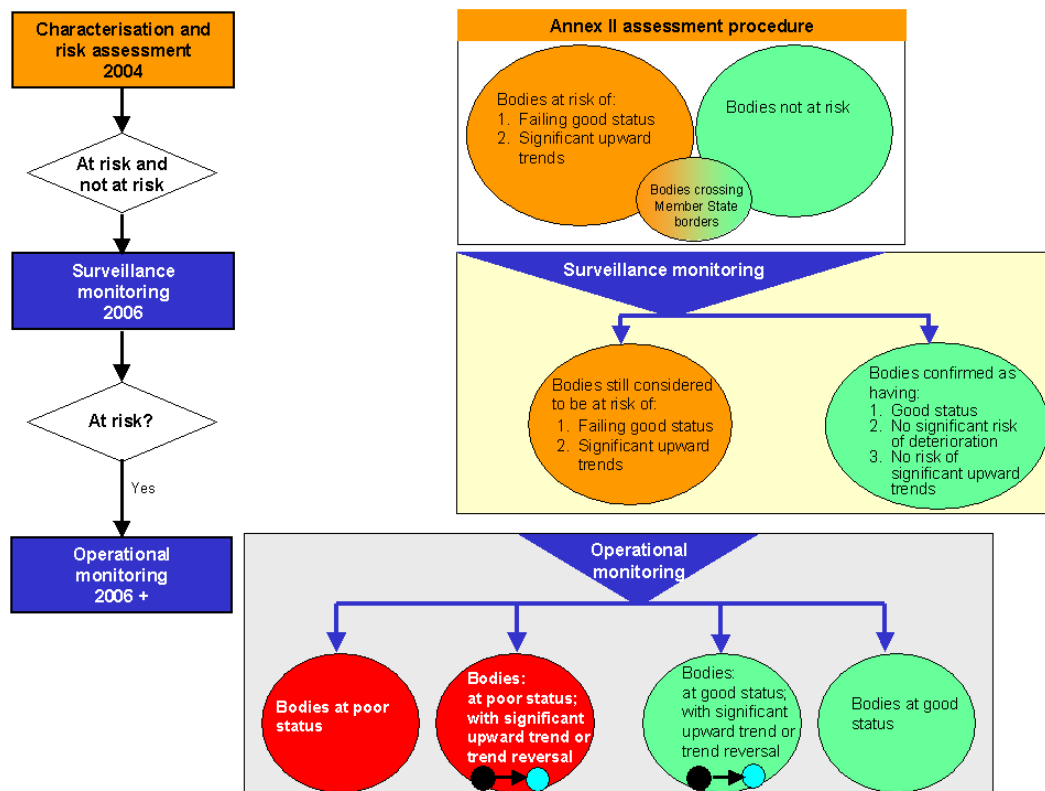 Characterisation and
risk assessment
2004
At risk and
not at risk
Surveillance
monitoring
2006
At risk?
Yes
Operational
monitoring
2006 +
Annex II assessment procedure
Bodies at risk of:
1. Failing good status
2. Significant upward
trends
Bodies not at risk
Bodies crossing
Member State
borders
Surveillance monitoring
Bodies still considered
to be at risk of:
1. Failing good status
2. Significant upward
trends
Bodies confirmed as
having:
1. Good status
2. No significant risk
of deterioration
3. No risk of
significant upward
trends
Operational
monitoring
Bodies at poor
status
Bodies:
at poor status;
with significant
upward trend or
trend reversal
Bodies:
at good status;
with significant
upward trend or
trend reversal
Bodies at good
status